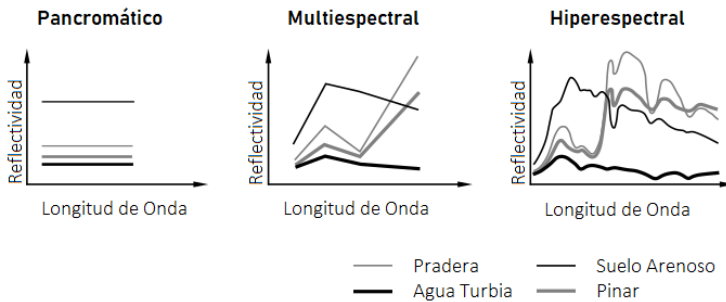 Pancromático
Multiespectral
Hiperespectral
Reflectividad
Reflectividad
Reflectividad
Longitud de Onda
Longitud de Onda
Longitud de Onda
Pradera
Suelo Arenoso
Agua Turbia
Pinar